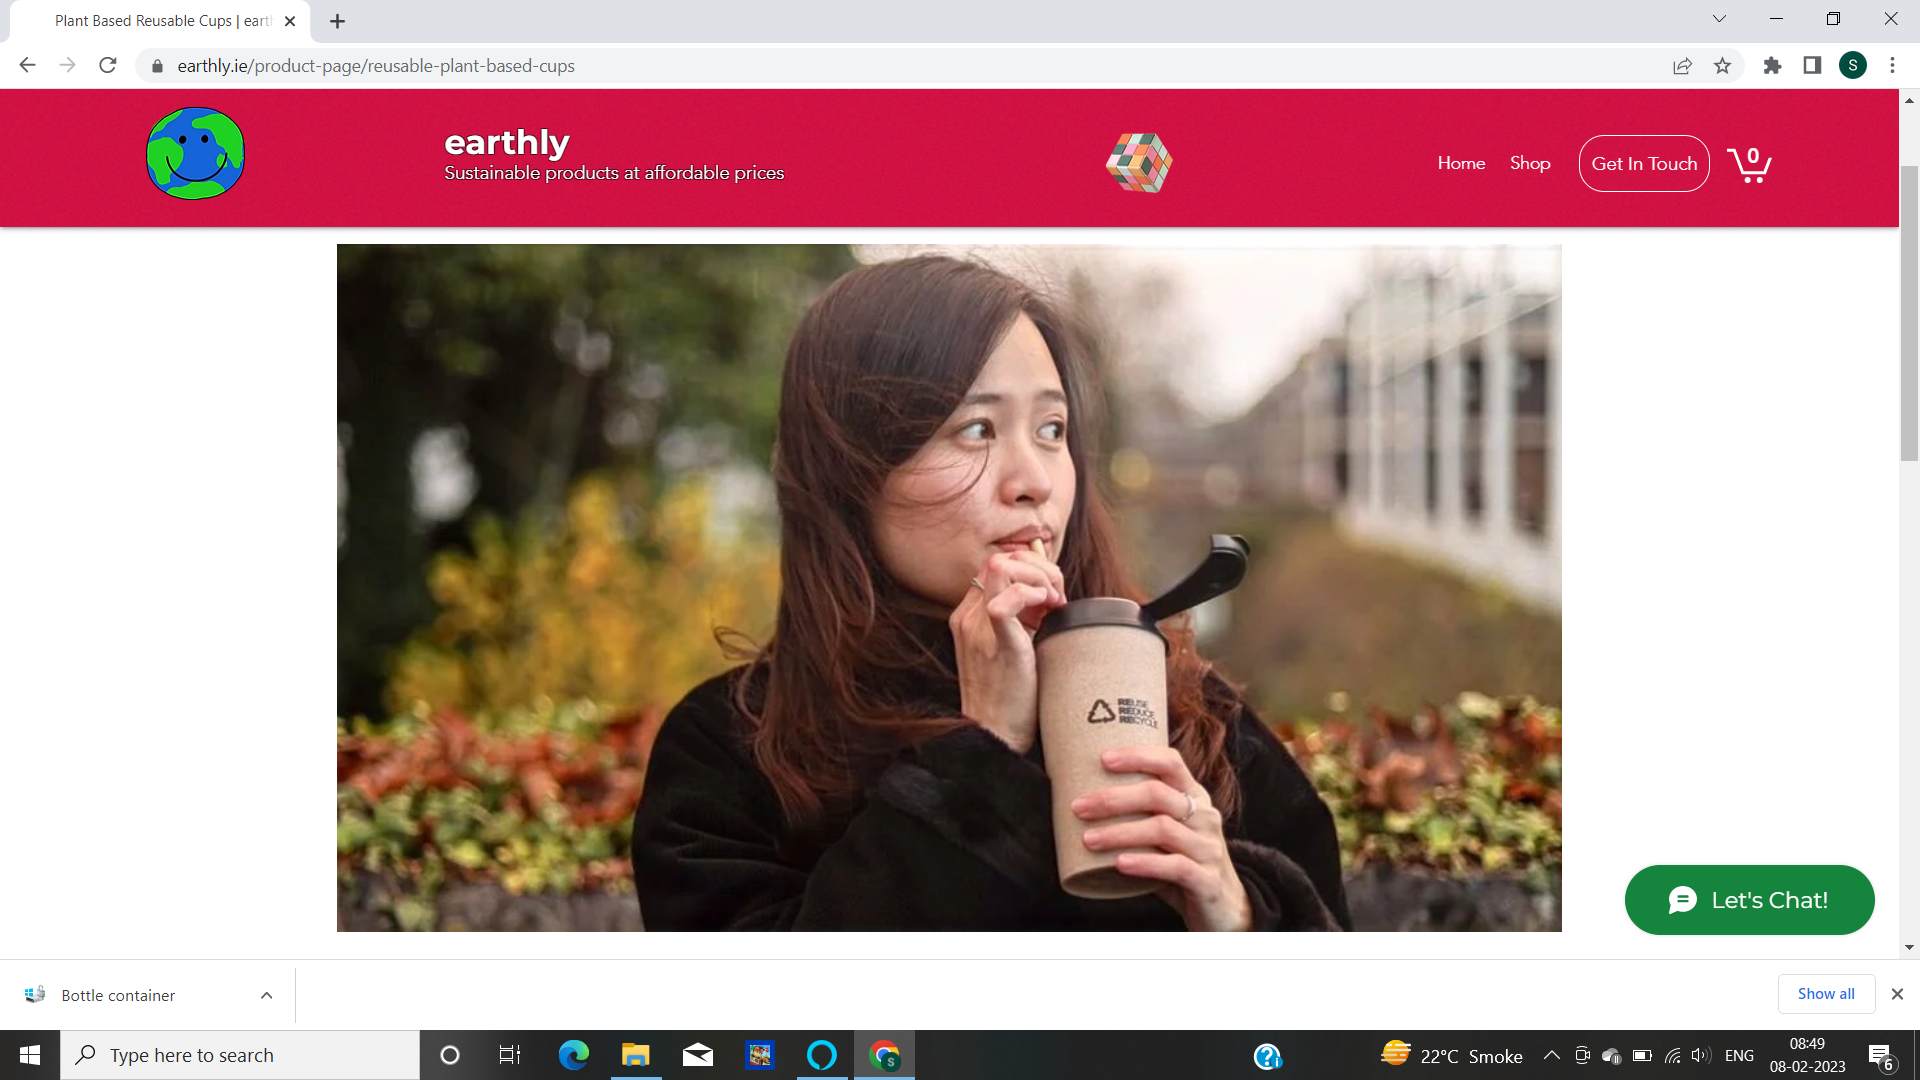 Plant Based Reusable Cups | eart
earthly.ie/product-page/reusable-plant-based-cups
S
earthly
Sustainable products at affordable prices
Home
Shop
Get In Touch
0
REUSE
REDUCE
RECYCLE
Let's Chat!
Bottle container
Show all
Type here to search
S
22°C Smoke
ENG
08:49
08-02-2023
6